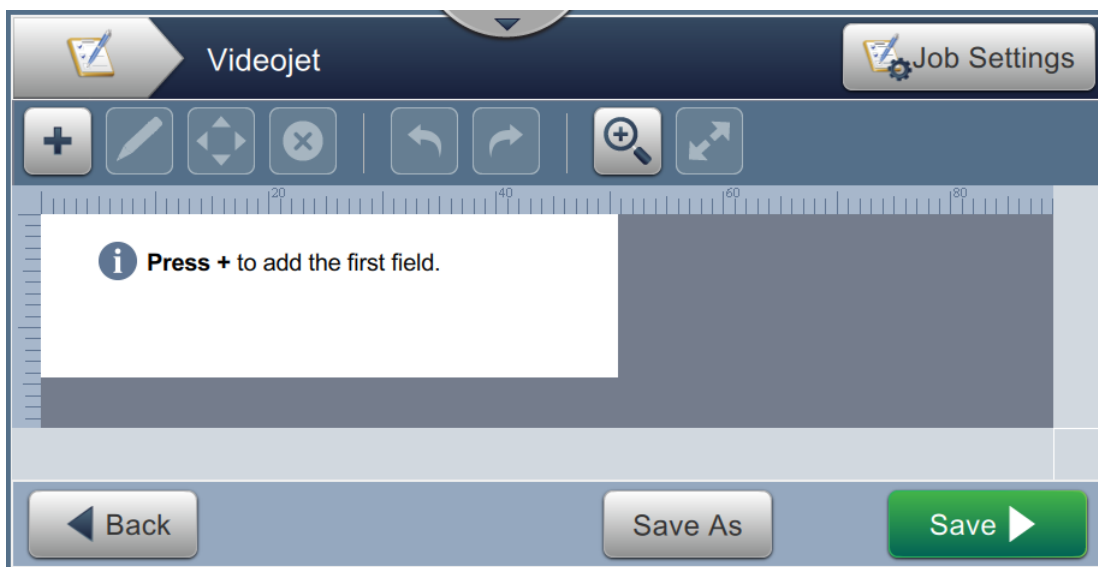 Videojet
Job Settings
20 40 60 80
Press + to add the first field.
Back
Save As
Save